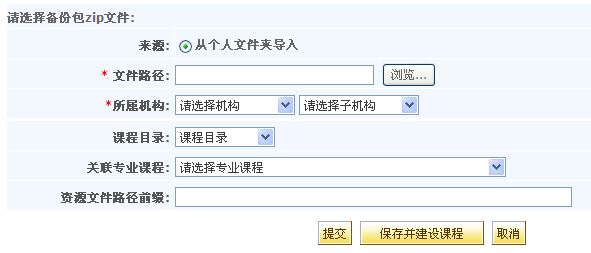 请选择备份包zip文件:
来源: 从个人文件夹导入
* 文件路径: 浏览...
*所属机构: 请选择机构 请选择子机构
课程目录: 课程目录
关联专业课程: 请选择专业课程
资源文件路径前缀:
提交 保存并建设课程 取消